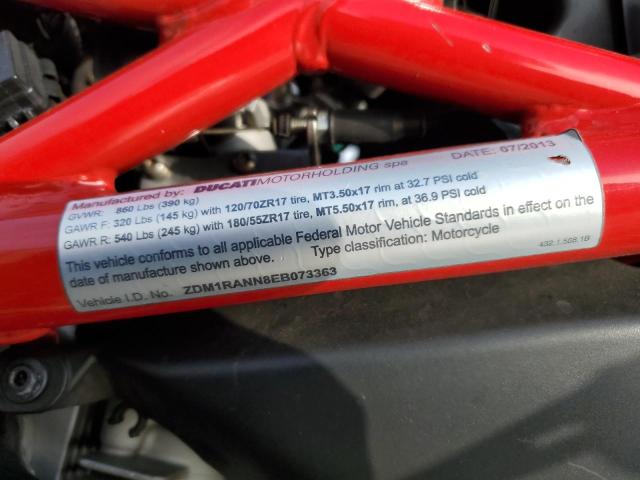 Manufactured by: DUCATIMOTORHOLDING spa DATE: 07/2013
GVWR: 860 Lbs (390 kg)
GAWR F: 320 Lbs (145 kg) with 120/70ZR17 tire, MT3.50x17 rim at 32.7 PSI cold
GAWR R: 540 Lbs (245 kg) with 180/55ZR17 tire, MT5.50x17 rim, at 36.9 PSI cold
This vehicle conforms to all applicable Federal Motor Vehicle Standards in effect on the
date of manufacture shown above. Type classification: Motorcycle
Vehicle I.D. No. ZDM1RANN8EB073363
432.1.508.1B